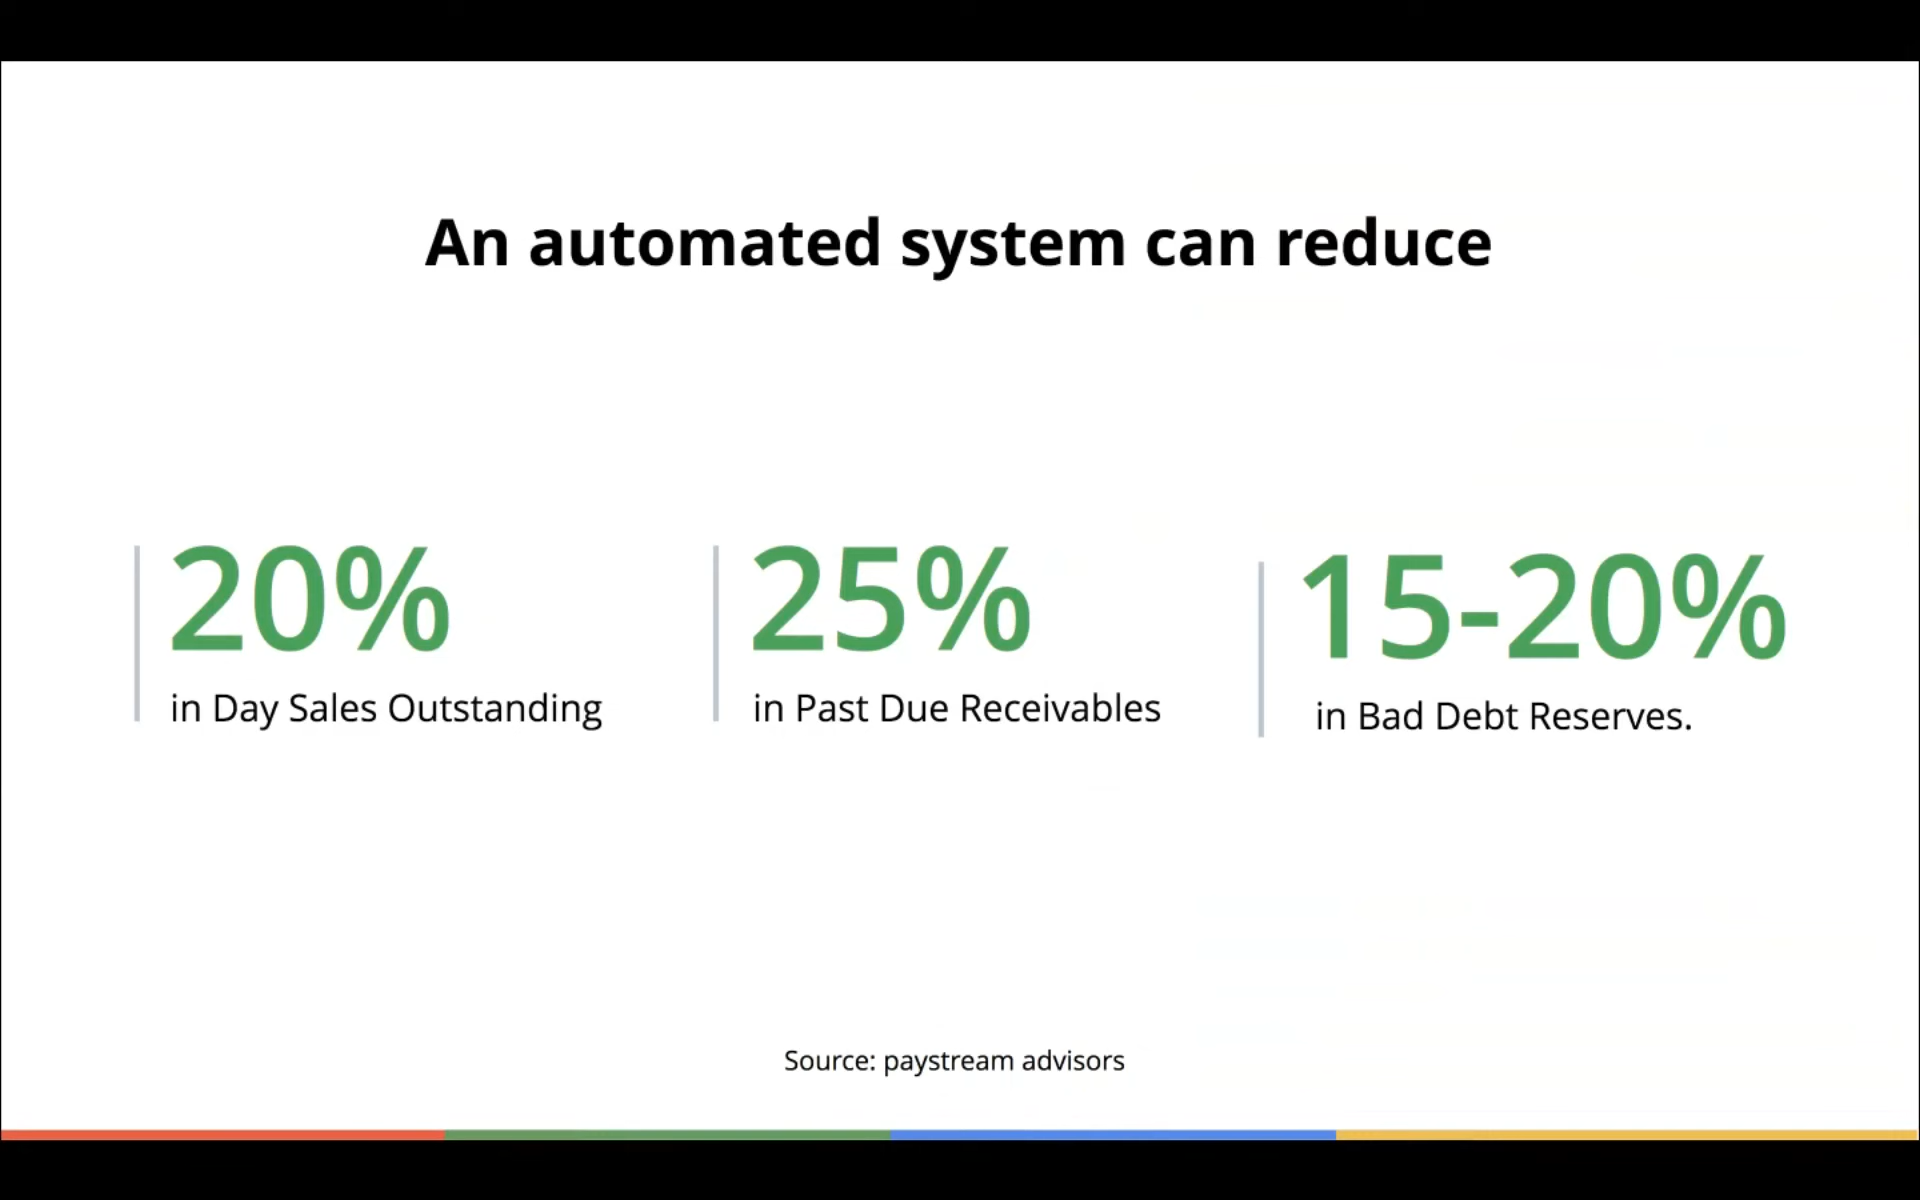 An automated system can reduce
20%
in Day Sales Outstanding
25%
in Past Due Receivables
15-20%
in Bad Debt Reserves.
Source: paystream advisors